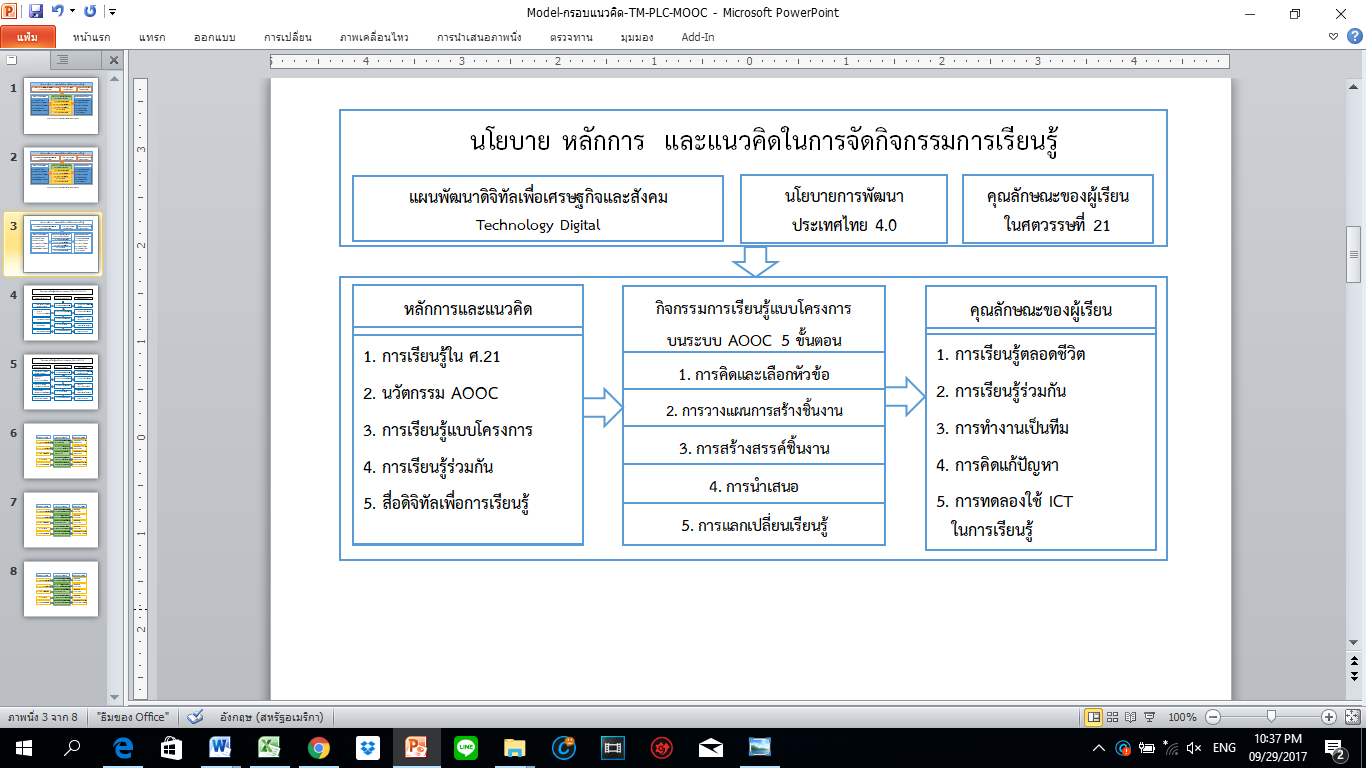 Model-กรอบแนวคิด-TM-PLC-MOOC - Microsoft PowerPoint
แฟ้ม หน้าแรก แทรก ออกแบบ การเปลี่ยน ภาพเคลื่อนไหว การนำเสนอภาพนิ่ง ตรวจทาน มุมมอง Add-In
นโยบาย หลักการ และแนวคิดในการจัดกิจกรรมการเรียนรู้
แผนพัฒนาดิจิทัลเพื่อเศรษฐกิจและสังคม
Technology Digital
นโยบายการพัฒนา
ประเทศไทย 4.0
คุณลักษณะของผู้เรียน
ในศตวรรษที่ 21
หลักการและแนวคิด
1. การเรียนรู้ใน ศ.21
2. นวัตกรรม AOOC
3. การเรียนรู้แบบโครงการ
4. การเรียนรู้ร่วมกัน
5. สื่อดิจิทัลเพื่อการเรียนรู้
กิจกรรมการเรียนรู้แบบโครงการ
บนระบบ AOOC 5 ขั้นตอน
1. การคิดและเลือกหัวข้อ
2. การวางแผนการสร้างชิ้นงาน
3. การสร้างสรรค์ชิ้นงาน
4. การนำเสนอ
5. การแลกเปลี่ยนเรียนรู้
คุณลักษณะของผู้เรียน
1. การเรียนรู้ตลอดชีวิต
2. การเรียนรู้ร่วมกัน
3. การทำงานเป็นทีม
4. การคิดแก้ปัญหา
5. การทดลองใช้ ICT
ในการเรียนรู้
1
2
3
4
5
6
7
8
ภาพนิ่ง 3 จาก 8 "ธีมของ Office" อังกฤษ (สหรัฐอเมริกา) 100%
ENG
10:37 PM
09/29/2017
2